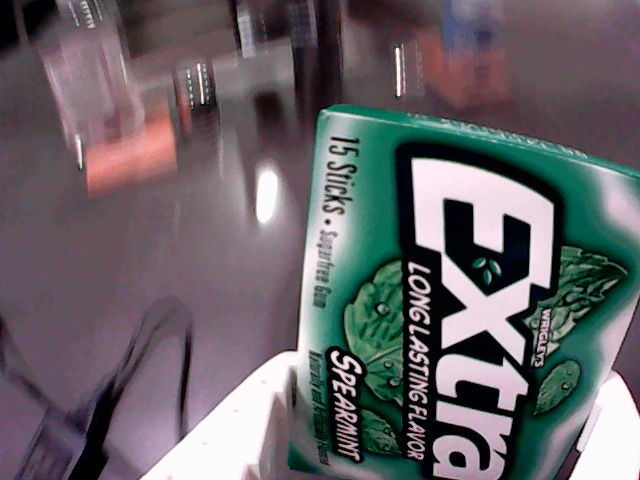 WRIGLEY'S
Extra
LONG LASTING FLAVOR
SPEARMINT
15 Sticks • Sugarfree Gum